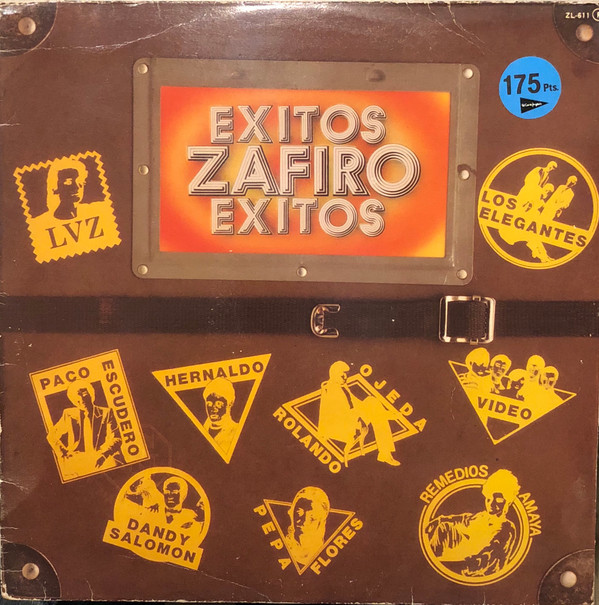 ZL-611
175 Pts.
EXITOS
ZAFIRO
EXITOS
LVZ
LOS
ELEGANTES
PACO
ESCUDERO
HERNALDO
ROLANDO
OJEDA
VIDEO
DANDY
SALOMON
PEPA
FLORES
REMEDIOS
AMAYA